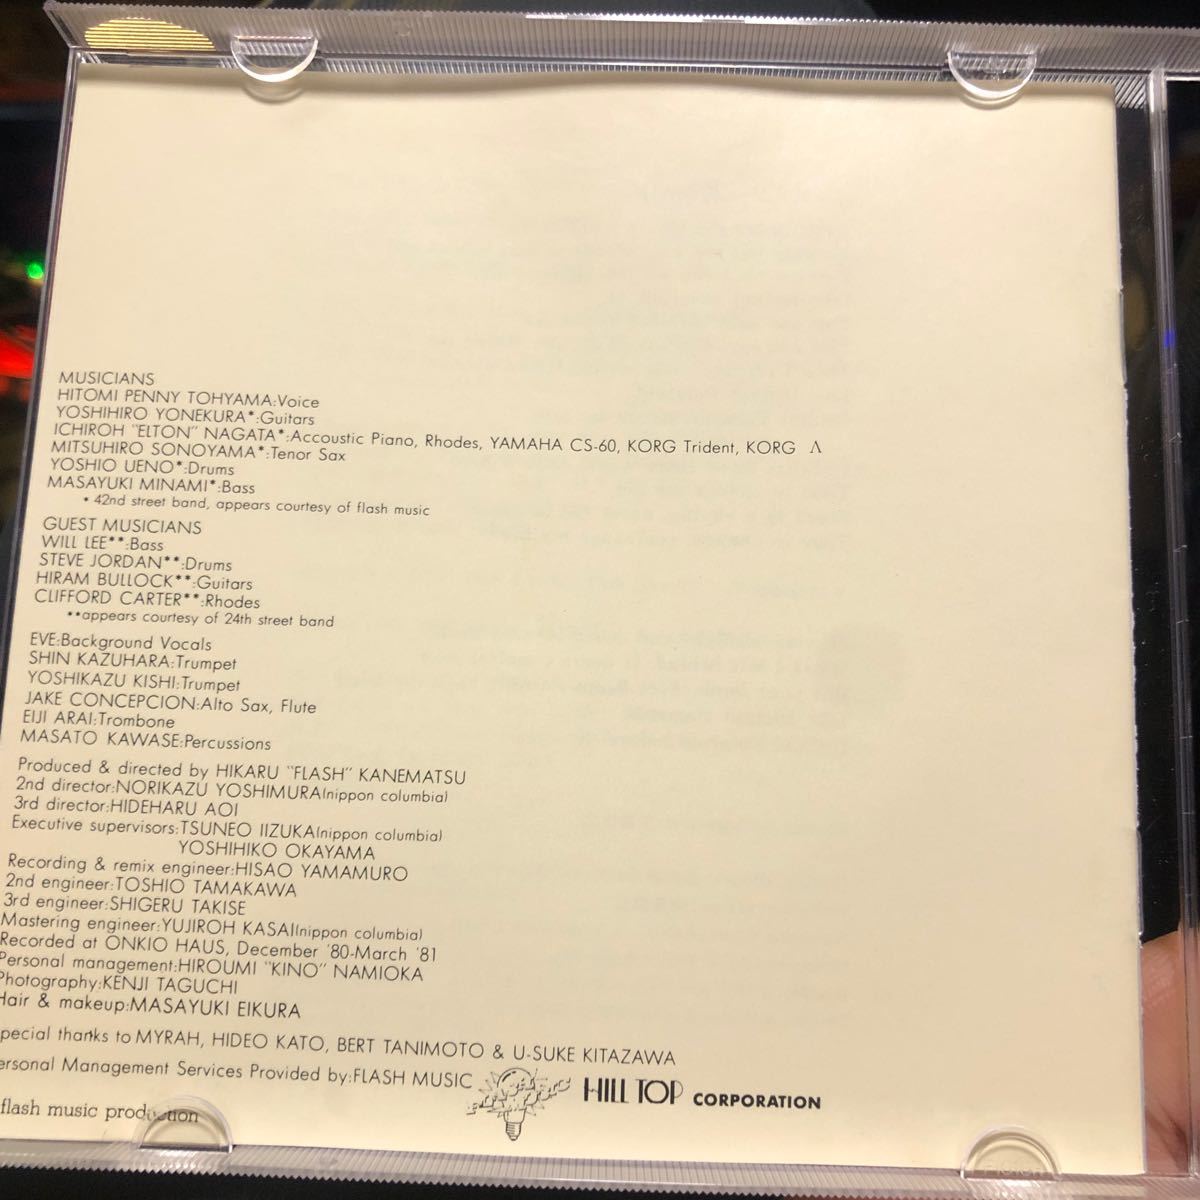 MUSICIANS
HITOMI PENNY TOHYAMA:Voice
YOSHIHIRO YONEKURA*:Guitars
ICHIROH "ELTON" NAGATA*:Accoustic Piano, Rhodes, YAMAHA CS-60, KORG Trident, KORG Λ
MITSUHIRO SONOYAMA*:Tenor Sax
YOSHIO UENO*:Drums
MASAYUKI MINAMI*:Bass
* 42nd street band, appears courtesy of flash music
GUEST MUSICIANS
WILL LEE**:Bass
STEVE JORDAN**:Drums
HIRAM BULLOCK**:Guitars
CLIFFORD CARTER**:Rhodes
**appears courtesy of 24th street band
EVE:Background Vocals
SHIN KAZUHARA:Trumpet
YOSHIKAZU KISHI:Trumpet
JAKE CONCEPCION:Alto Sax, Flute
EIJI ARAI:Trombone
MASATO KAWASE:Percussions
Produced & directed by HIKARU "FLASH" KANEMATSU
2nd director:NORIKAZU YOSHIMURA(nippon columbia)
3rd director:HIDEHARU AOI
Executive supervisors:TSUNEO IIZUKA(nippon columbia)
YOSHIHIKO OKAYAMA
Recording & remix engineer:HISAO YAMAMURO
2nd engineer:TOSHIO TAMAKAWA
3rd engineer:SHIGERU TAKISE
Mastering engineer:YUJIROH KASAI(nippon columbia)
Recorded at ONKIO HAUS, December '80-March '81
Personal management:HIROUMI "KINO" NAMIOKA
Photography:KENJI TAGUCHI
Hair & makeup:MASAYUKI EIKURA
pecial thanks to MYRAH, HIDEO KATO, BERT TANIMOTO & U-SUKE KITAZAWA
ersonal Management Services Provided by:FLASH MUSIC
HILL TOP CORPORATION
flash music production